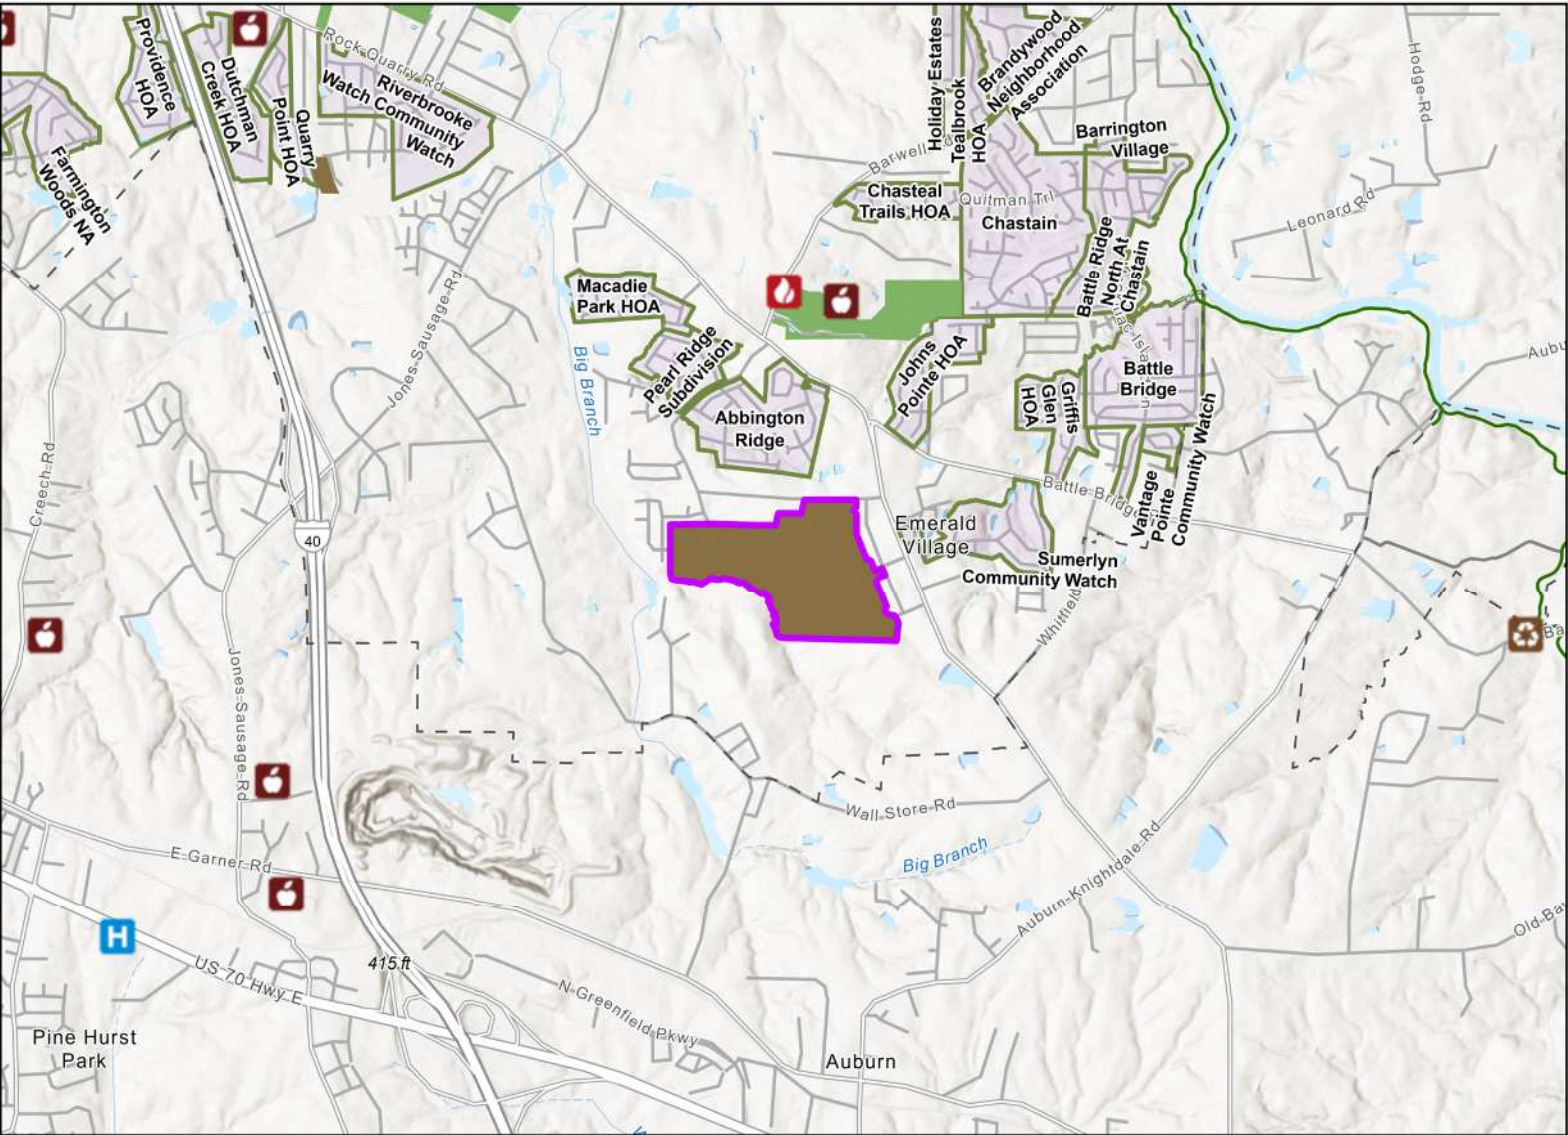 Providence
HOA
Dutchman
Creek HOA
Quarry
Point HOA
Rock Quarry Rd
Riverbrooke
Watch Community
Watch
Farmington
Woods NA
Holiday Estates
Tealbrook
HOA
Brandywood
Neighborhood
Association
Barrington
Village
Hodge-Rd
Barwell
Chasteal
Trails HOA
Quitman Trl
Chastain
Leonard Rd
Battle Ridge
North At
Chastain
Macadie
Park HOA
Jones-Sausage-Rd
Big Branch
Pearl Ridge
Subdivision
Abbington
Ridge
Johns
Pointe HOA
Griffis
Glen
HOA
Battle
Bridge
Aubu
Creech-Rd
Battle Bridge
Vantage
Pointe
Community Watch
40
Emerald
Village
Sumerlyn
Community Watch
Whitfield
Ba
Jones-Sausage-Rd
Wall Store Rd
Big Branch
E Garner Rd
Auburn-Knightdale-Rd
Old-Ba
H
415 ft
US 70 Hwy E
N Greenfield Pkwy
Pine Hurst
Park
Auburn